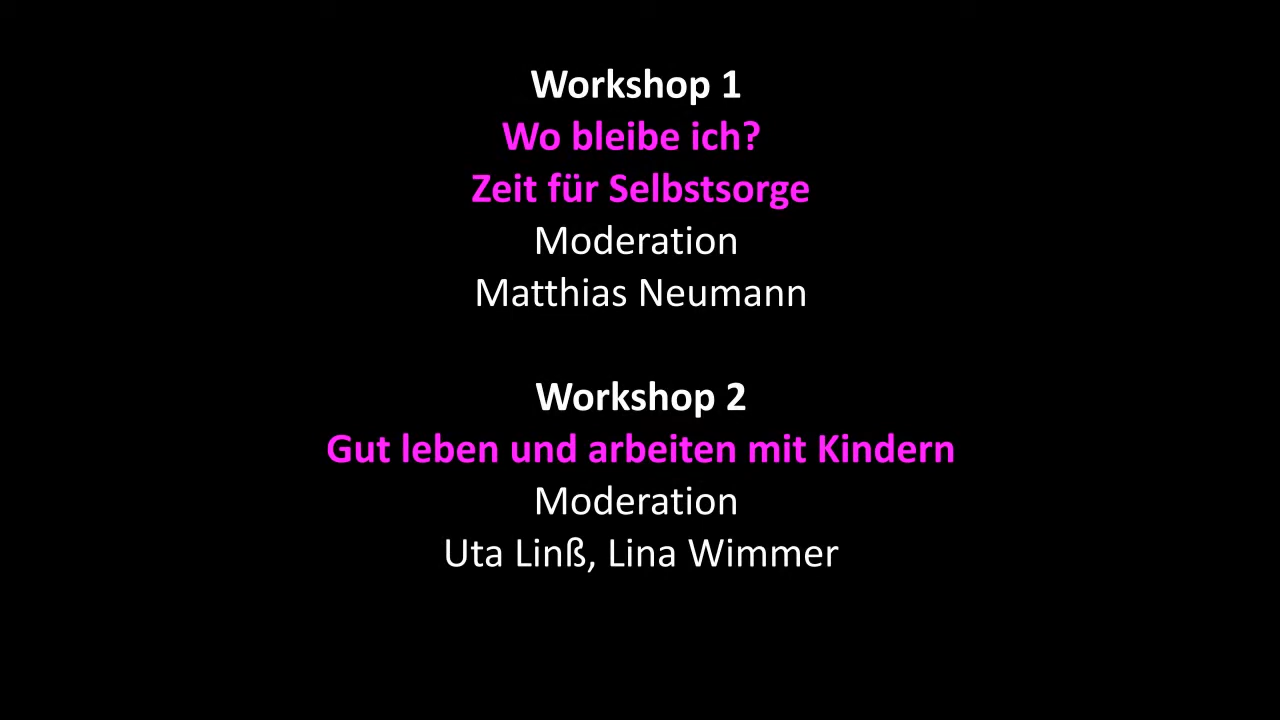 Workshop 1
Wo bleibe ich?
Zeit für Selbstsorge
Moderation
Matthias Neumann
Workshop 2
Gut leben und arbeiten mit Kindern
Moderation
Uta Linß, Lina Wimmer